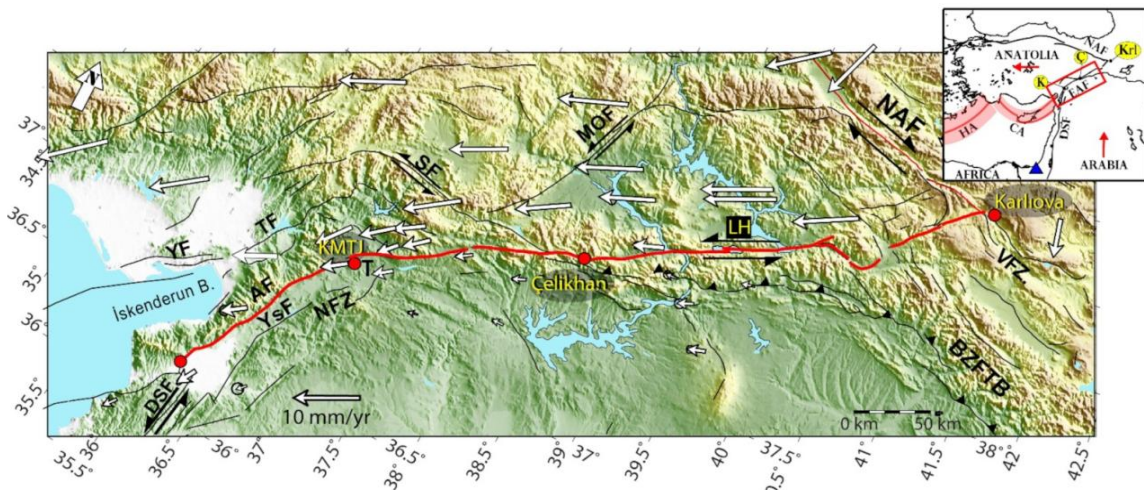 NAF
Krl
Ç
ANATOLIA
K
EAF
HA
CA
DSF
ARABIA
AFRICA
37°
34.5°
36.5°
35°
36°
35.5°
NAF
MOF
SF
Karlıova
TF
LH
YF
KMTJ
T
VFZ
İskenderun B.
AF
Çelikhan
YsF
NFZ
BZFTB
DSF
10 mm/yr
0 km 50 km
36° 36.5° 37° 37.5° 36.5° 39° 37° 37.5° 38°
35.5° 36° 38° 38.5° 39.5° 40° 0.5° 41° 41.5° 42° 42.5°